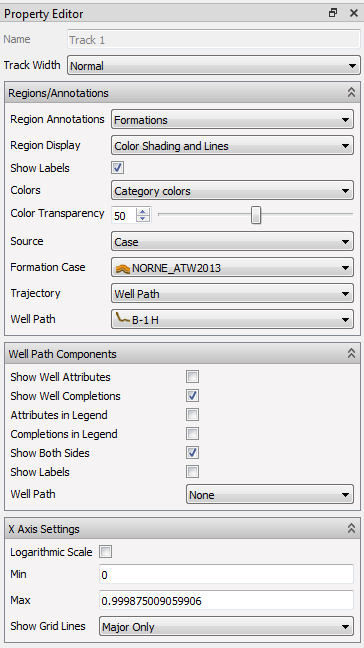 Property Editor
Name Track 1
Track Width Normal
Regions/Annotations
Region Annotations Formations
Region Display Color Shading and Lines
Show Labels
Colors Category colors
Color Transparency 50
Source Case
Formation Case NORNE_ATW2013
Trajectory Well Path
Well Path B-1 H
Well Path Components
Show Well Attributes
Show Well Completions
Attributes in Legend
Completions in Legend
Show Both Sides
Show Labels
Well Path None
X Axis Settings
Logarithmic Scale
Min 0
Max 0.999875009059906
Show Grid Lines Major Only